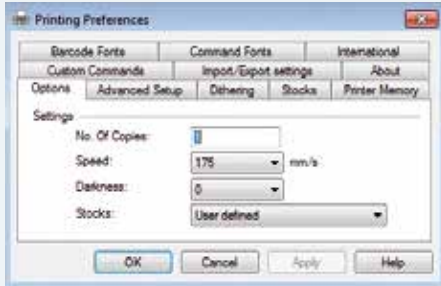 Printing Preferences
Barcode Fonts Command Fonts International
Custom Commands Import/Export settings About
Options Advanced Setup Dithering Stocks Printer Memory
Settings
No. Of Copies:
Speed: 175 mm/s
Darkness: 0
Stocks: User defined
OK Cancel Apply Help